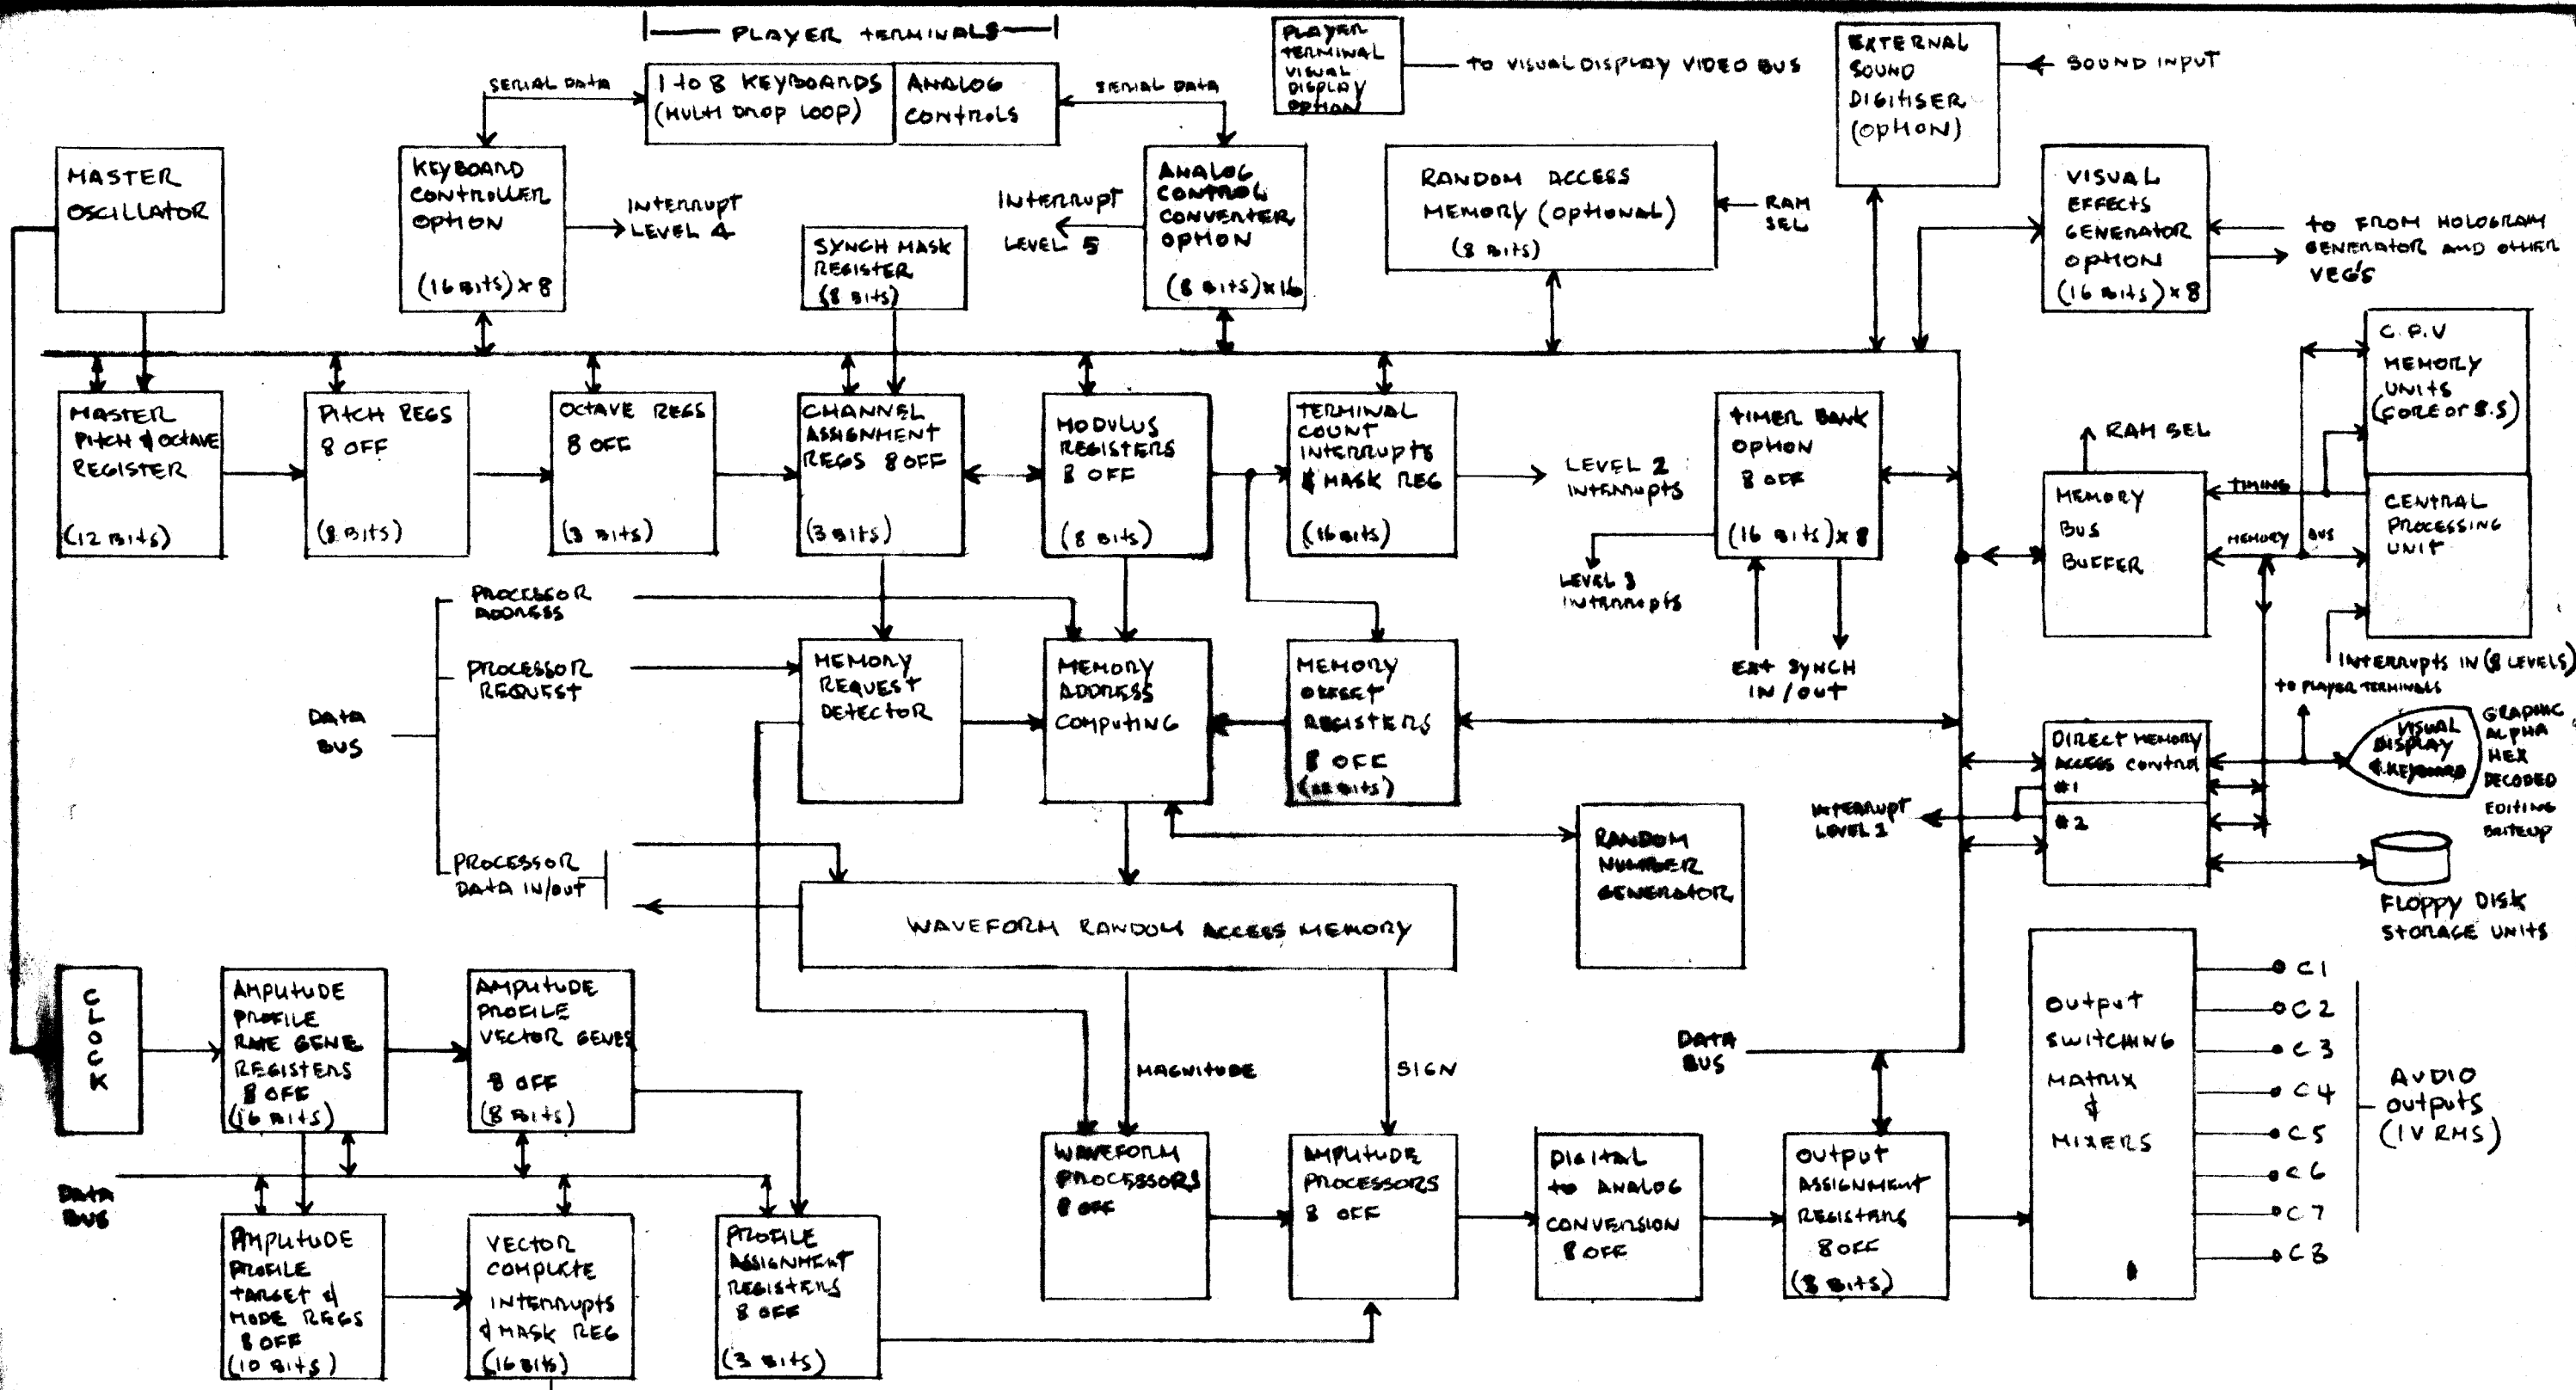 PLAYER TERMINALS
SERIAL DATA
1 to 8 KEYBOARDS
(MULTI DROP LOOP)
ANALOG
CONTROLS
SERIAL DATA
PLAYER
TERMINAL
VISUAL
DISPLAY
OPTION
TO VISUAL DISPLAY VIDEO BUS
EXTERNAL
SOUND
DIGITISER
(OPTION)
SOUND INPUT
MASTER
OSCILLATOR
KEYBOARD
CONTROLLER
OPTION
(16 BITS) x 8
INTERRUPT
LEVEL 4
SYNCH MASK
REGISTER
(8 BITS)
INTERRUPT
LEVEL 5
ANALOG
CONTROL
CONVERTER
OPTION
(8 BITS) x 16
RANDOM ACCESS
MEMORY (OPTIONAL)
(8 BITS)
RAM
SEL
VISUAL
EFFECTS
GENERATOR
OPTION
(16 BITS) x 8
TO FROM HOLOGRAM
GENERATOR AND OTHER
VEG'S
C.P.U
MEMORY
UNITS
(CORE OR S.S)
MASTER
PITCH & OCTAVE
REGISTER
(12 BITS)
PITCH REGS
8 OFF
(8 BITS)
OCTAVE REGS
8 OFF
(3 BITS)
CHANNEL
ASSIGNMENT
REGS 8 OFF
(3 BITS)
MODULUS
REGISTERS
8 OFF
(8 BITS)
TERMINAL
COUNT
INTERRUPTS
& MASK REG
(16 BITS)
LEVEL 2
INTERRUPTS
TIMER BANK
OPTION
8 OFF
(16 BITS) x 8
LEVEL 3
INTERRUPTS
EXT SYNCH
IN / OUT
RAM SEL
MEMORY
BUS
BUFFER
TIMING
MEMORY BUS
CENTRAL
PROCESSING
UNIT
INTERRUPTS IN (8 LEVELS)
DATA
BUS
PROCESSOR
ADDRESS
PROCESSOR
REQUEST
PROCESSOR
DATA IN/OUT
MEMORY
REQUEST
DETECTOR
MEMORY
ADDRESS
COMPUTING
MEMORY
OFFSET
REGISTERS
8 OFF
BITS)
RANDOM
NUMBER
GENERATOR
INTERRUPT
LEVEL 1
DIRECT MEMORY
ACCESS CONTROL
#1
#2
TO PLAYER TERMINALS
VISUAL
DISPLAY
& KEYBOARD
GRAPHIC
ALPHA
HEX
DECODED
EDITING
BRITEUP
FLOPPY DISK
STORAGE UNITS
WAVEFORM RANDOM ACCESS MEMORY
CLOCK
AMPLITUDE
PROFILE
RATE GENE
REGISTERS
8 OFF
(16 BITS)
AMPLITUDE
PROFILE
VECTOR GENES
8 OFF
(8 BITS)
MAGNITUDE
SIGN
DATA
BUS
DATA
BUS
AMPLITUDE
PROFILE
TARGET &
MODE REGS
8 OFF
(10 BITS)
VECTOR
COMPLETE
INTERRUPTS
& MASK REG
(16 BITS)
PROFILE
ASSIGNMENT
REGISTERS
8 OFF
(3 BITS)
WAVEFORM
PROCESSORS
8 OFF
AMPLITUDE
PROCESSORS
8 OFF
DIGITAL
TO ANALOG
CONVERSION
8 OFF
OUTPUT
ASSIGNMENT
REGISTERS
8 OFF
(8 BITS)
OUTPUT
SWITCHING
MATRIX
&
MIXERS
C1
C2
C3
C4
C5
C6
C7
C8
AUDIO
OUTPUTS
(1V RMS)